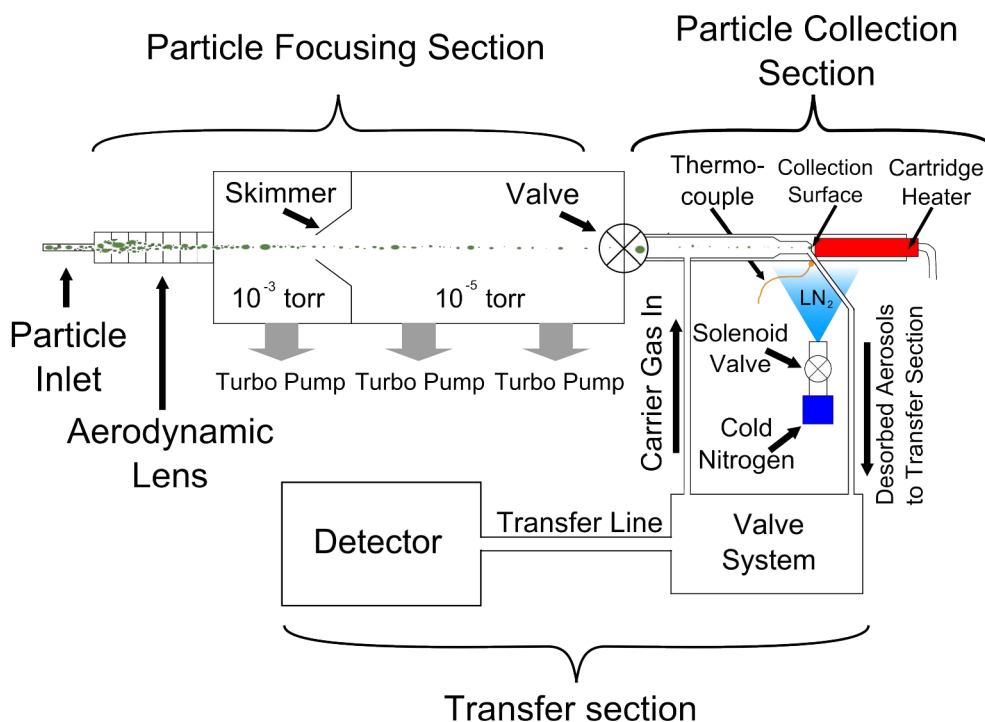 Particle Focusing Section
Particle Collection
Section
Skimmer
Valve
Thermo-
couple
Collection
Surface
Cartridge
Heater
10⁻³ torr
10⁻⁵ torr
LN₂
Particle
Inlet
Aerodynamic
Lens
Turbo Pump
Turbo Pump
Turbo Pump
Carrier Gas In
Solenoid
Valve
Cold
Nitrogen
Desorbed Aerosols
to Transfer Section
Detector
Transfer Line
Valve
System
Transfer section